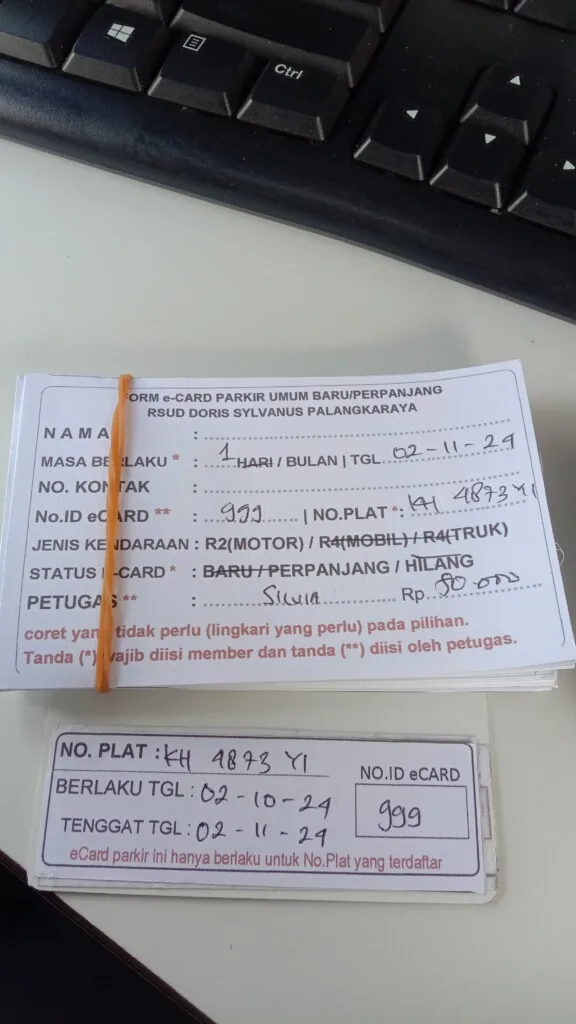 Ctrl
FORM e-CARD PARKIR UMUM BARU/PERPANJANG
RSUD DORIS SYLVANUS PALANGKARAYA
NAMA :
MASA BERLAKU * : 1 HARI / BULAN | TGL. 02-11-24
NO. KONTAK :
No.ID eCARD ** : 999 | NO.PLAT *: KH 4873 YI
JENIS KENDARAAN : R2(MOTOR) / R4(MOBIL) / R4(TRUK)
STATUS E-CARD * : BARU / PERPANJANG / HILANG
PETUGAS ** : SILVIA Rp. 50.000
coret yang tidak perlu (lingkari yang perlu) pada pilihan.
Tanda (*) wajib diisi member dan tanda (**) diisi oleh petugas.
NO. PLAT : KH 4873 YI
NO.ID eCARD
BERLAKU TGL : 02-10-24
999
TENGGAT TGL : 02-11-24
eCard parkir ini hanya berlaku untuk No.Plat yang terdaftar